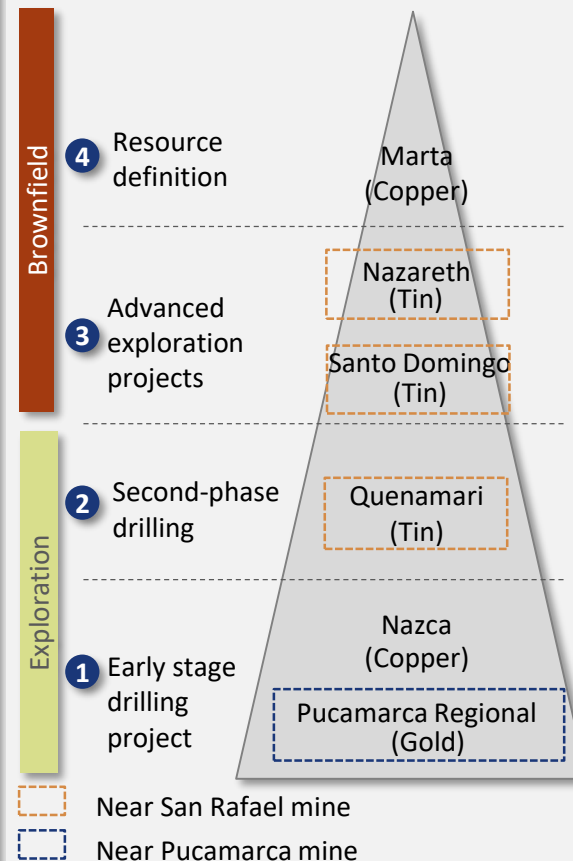 Brownfield
4
Resource
definition
Marta
(Copper)
3
Advanced
exploration
projects
Nazareth
(Tin)
Santo Domingo
(Tin)
Exploration
2
Second-phase
drilling
Quenamari
(Tin)
1
Early stage
drilling
project
Nazca
(Copper)
Pucamarca Regional
(Gold)
Near San Rafael mine
Near Pucamarca mine